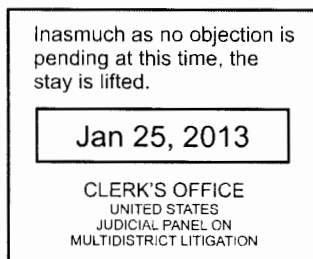 Inasmuch as no objection is
pending at this time, the
stay is lifted.
Jan 25, 2013
CLERK'S OFFICE
UNITED STATES
JUDICIAL PANEL ON
MULTIDISTRICT LITIGATION